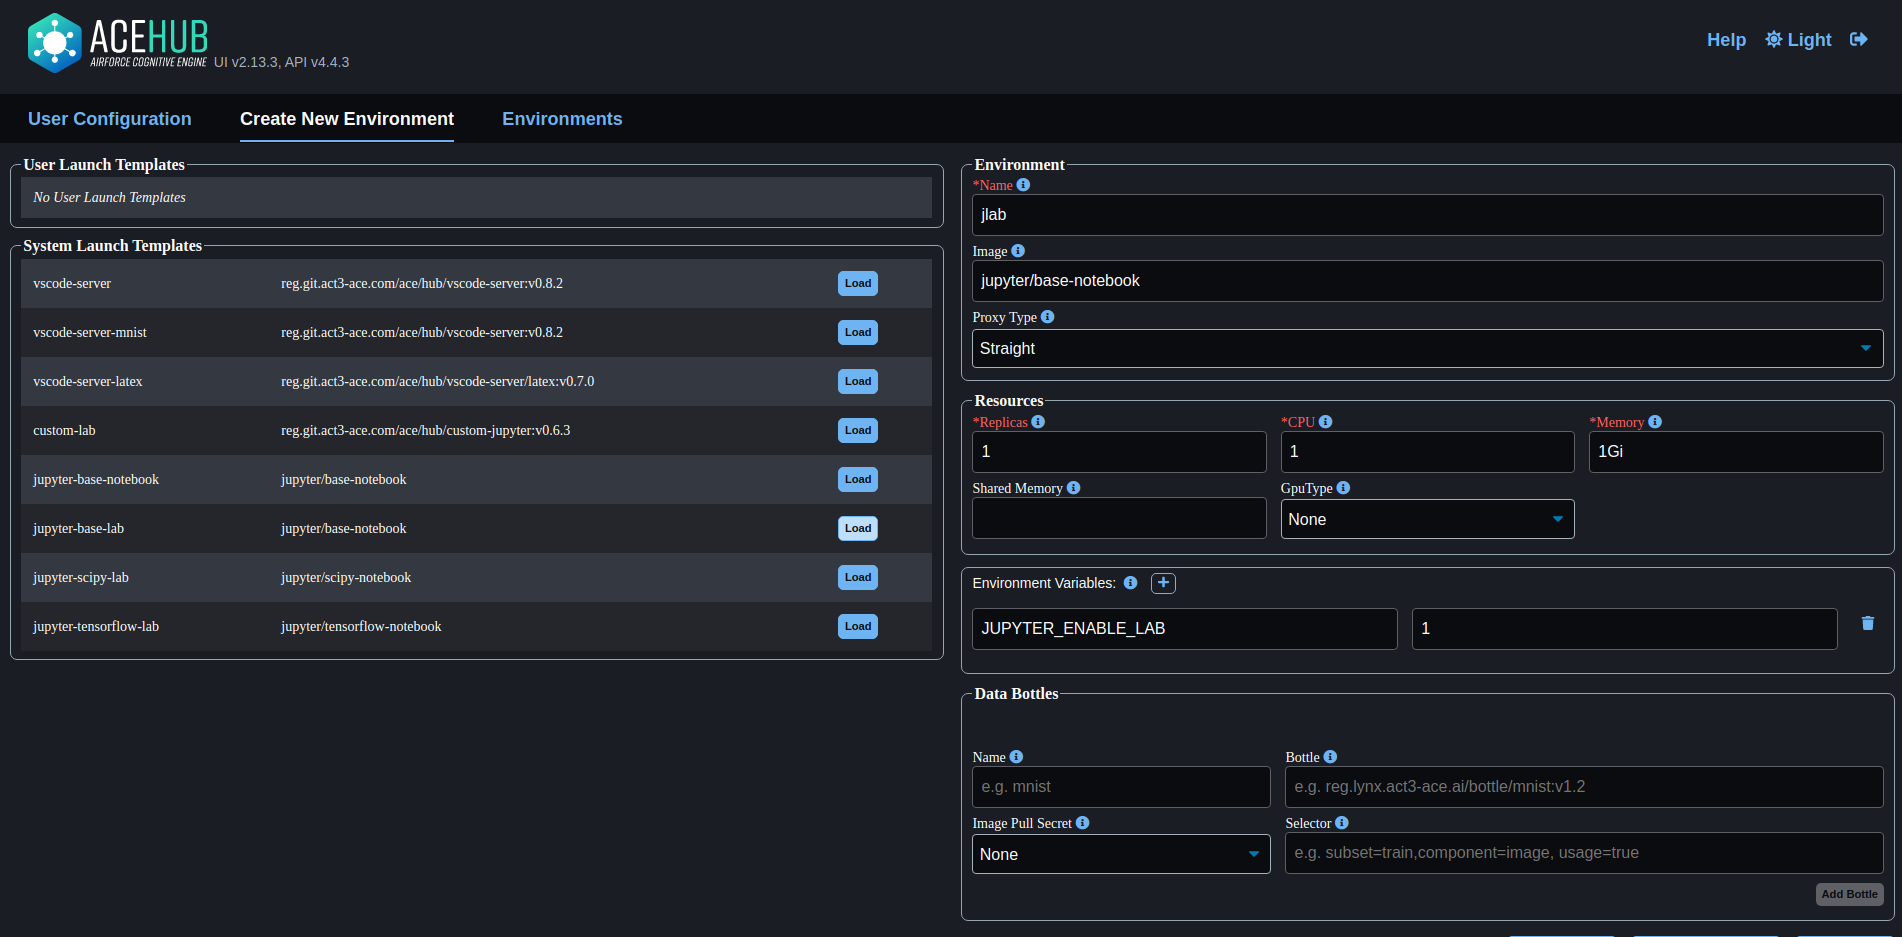 ACEHUB
AIRFORCE COGNITIVE ENGINE
UI v2.13.3, API v4.4.3
Help
Light
User Configuration
Create New Environment
Environments
User Launch Templates
No User Launch Templates
System Launch Templates
vscode-server reg.git.act3-ace.com/ace/hub/vscode-server:v0.8.2 Load
vscode-server-mnist reg.git.act3-ace.com/ace/hub/vscode-server:v0.8.2 Load
vscode-server-latex reg.git.act3-ace.com/ace/hub/vscode-server/latex:v0.7.0 Load
custom-lab reg.git.act3-ace.com/ace/hub/custom-jupyter:v0.6.3 Load
jupyter-base-notebook jupyter/base-notebook Load
jupyter-base-lab jupyter/base-notebook Load
jupyter-scipy-lab jupyter/scipy-notebook Load
jupyter-tensorflow-lab jupyter/tensorflow-notebook Load
Environment
*Name
jlab
Image
jupyter/base-notebook
Proxy Type
Straight
Resources
*Replicas *CPU *Memory
1 1 1Gi
Shared Memory GpuType
None
Environment Variables: +
JUPYTER_ENABLE_LAB 1
Data Bottles
Name Bottle
e.g. mnist e.g. reg.lynx.act3-ace.ai/bottle/mnist:v1.2
Image Pull Secret Selector
None e.g. subset=train,component=image, usage=true
Add Bottle